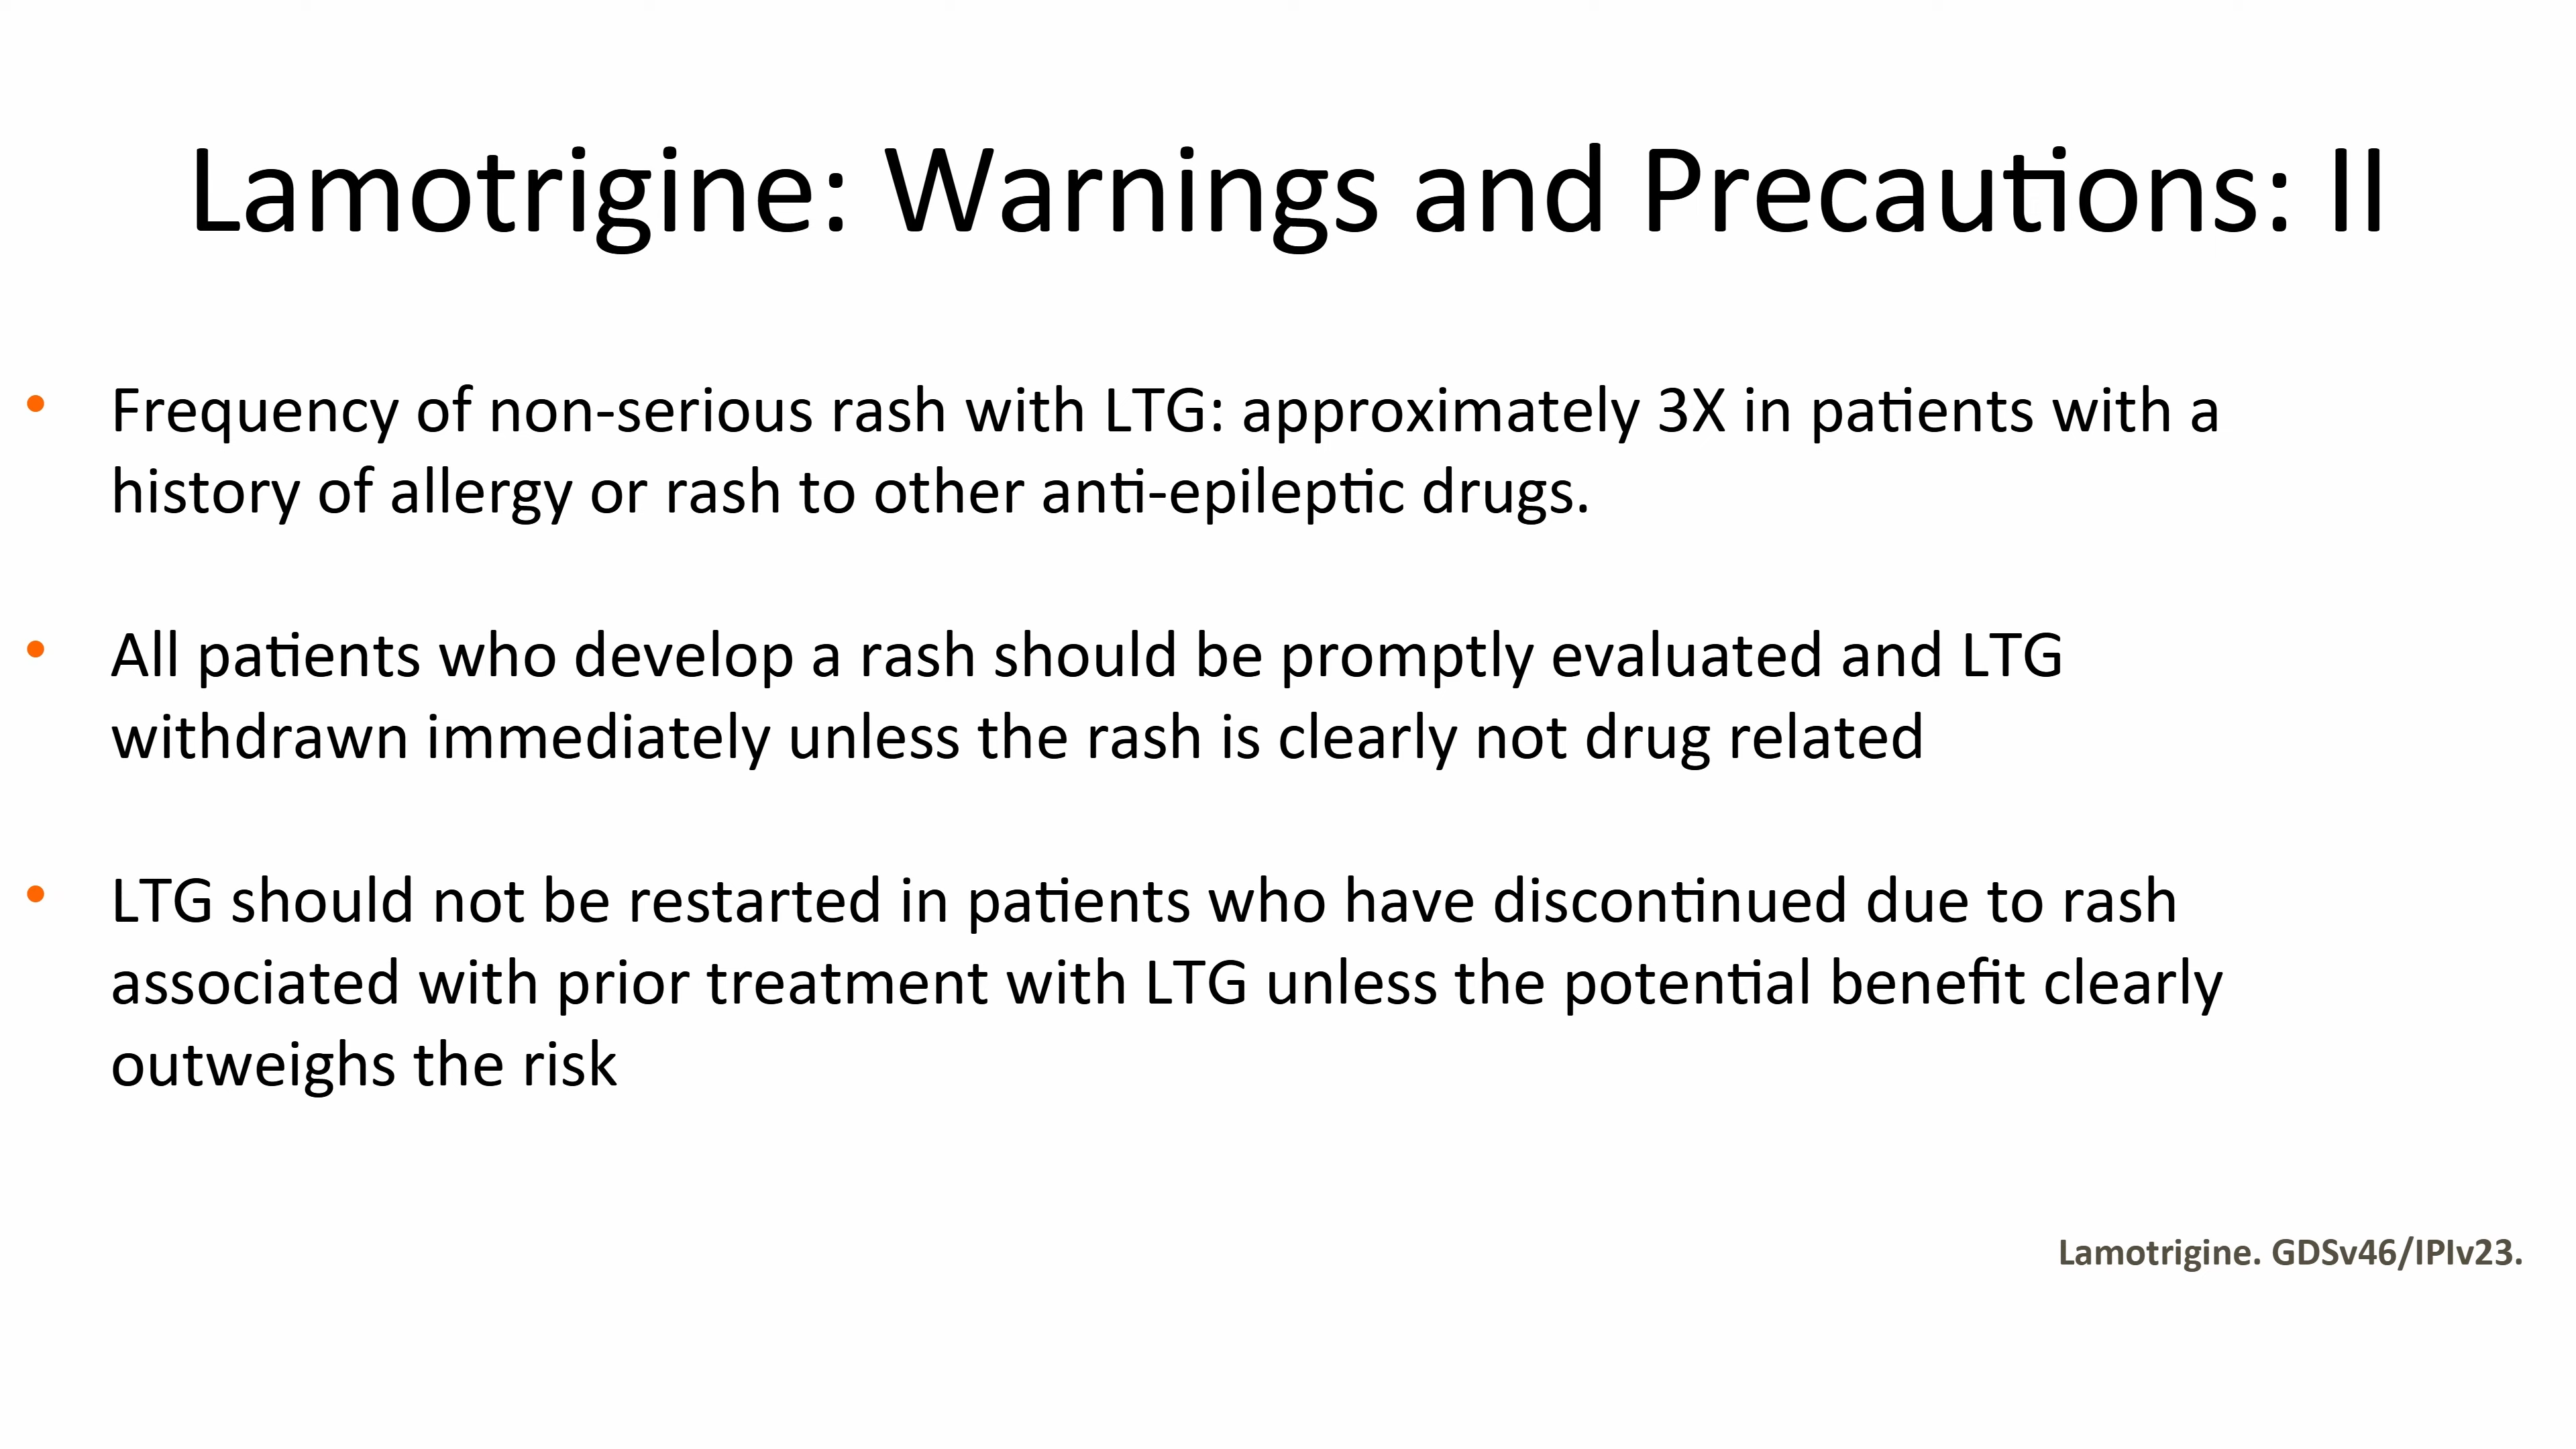 Lamotrigine: Warnings and Precautions: II
• Frequency of non-serious rash with LTG: approximately 3X in patients with a
history of allergy or rash to other anti-epileptic drugs.
• All patients who develop a rash should be promptly evaluated and LTG
withdrawn immediately unless the rash is clearly not drug related
• LTG should not be restarted in patients who have discontinued due to rash
associated with prior treatment with LTG unless the potential benefit clearly
outweighs the risk
Lamotrigine. GDSv46/IPIv23.